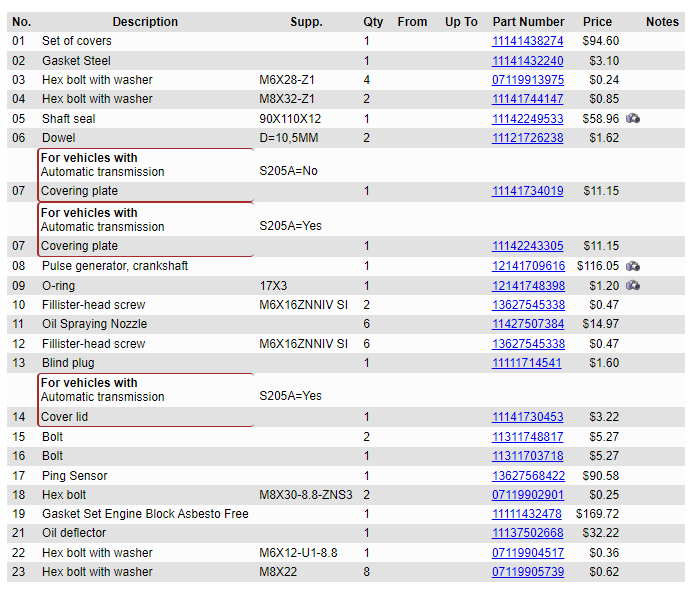 No. Description Supp. Qty From Up To Part Number Price Notes
01 Set of covers 1 11141438274 $94.60
02 Gasket Steel 1 11141432240 $3.10
03 Hex bolt with washer M6X28-Z1 4 07119913975 $0.24
04 Hex bolt with washer M8X32-Z1 2 11141744147 $0.85
05 Shaft seal 90X110X12 1 11142249533 $58.96
06 Dowel D=10,5MM 2 11121726238 $1.62
For vehicles with
Automatic transmission S205A=No
07 Covering plate 1 11141734019 $11.15
For vehicles with
Automatic transmission S205A=Yes
07 Covering plate 1 11142243305 $11.15
08 Pulse generator, crankshaft 1 12141709616 $116.05
09 O-ring 17X3 1 12141748398 $1.20
10 Fillister-head screw M6X16ZNNIV SI 2 13627545338 $0.47
11 Oil Spraying Nozzle 6 11427507384 $14.97
12 Fillister-head screw M6X16ZNNIV SI 6 13627545338 $0.47
13 Blind plug 1 11111714541 $1.60
For vehicles with
Automatic transmission S205A=Yes
14 Cover lid 1 11141730453 $3.22
15 Bolt 2 11311748817 $5.27
16 Bolt 1 11311703718 $5.27
17 Ping Sensor 1 13627568422 $90.58
18 Hex bolt M8X30-8.8-ZNS3 2 07119902901 $0.25
19 Gasket Set Engine Block Asbesto Free 1 11111432478 $169.72
21 Oil deflector 1 11137502668 $32.22
22 Hex bolt with washer M6X12-U1-8.8 1 07119904517 $0.36
23 Hex bolt with washer M8X22 8 07119905739 $0.62